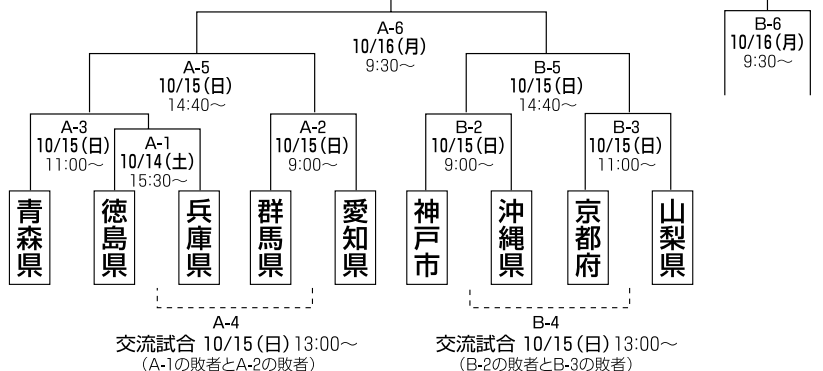 A-6
10/16(月)
9:30〜
B-6
10/16(月)
9:30〜
A-5
10/15(日)
14:40〜
B-5
10/15(日)
14:40〜
A-3
10/15(日)
11:00〜
A-1
10/14(土)
15:30〜
A-2
10/15(日)
9:00〜
B-2
10/15(日)
9:00〜
B-3
10/15(日)
11:00〜
青森県
徳島県
兵庫県
群馬県
愛知県
神戸市
沖縄県
京都府
山梨県
A-4
交流試合 10/15(日)13:00〜
(A-1の敗者とA-2の敗者)
B-4
交流試合 10/15(日)13:00〜
(B-2の敗者とB-3の敗者)